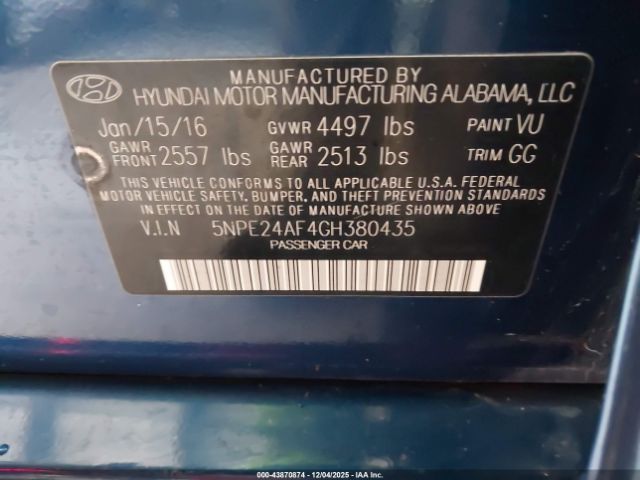 MANUFACTURED BY
HYUNDAI MOTOR MANUFACTURING ALABAMA, LLC
Jan/15/16 GVWR 4497 lbs PAINT VU
GAWR FRONT 2557 lbs GAWR REAR 2513 lbs TRIM GG
THIS VEHICLE CONFORMS TO ALL APPLICABLE U.S.A. FEDERAL
MOTOR VEHICLE SAFETY, BUMPER, AND THEFT PREVENTION STANDARDS
IN EFFECT ON THE DATE OF MANUFACTURE SHOWN ABOVE
V.I.N 5NPE24AF4GH380435
PASSENGER CAR
000-43870874 - 12/04/2025 - IAA Inc.